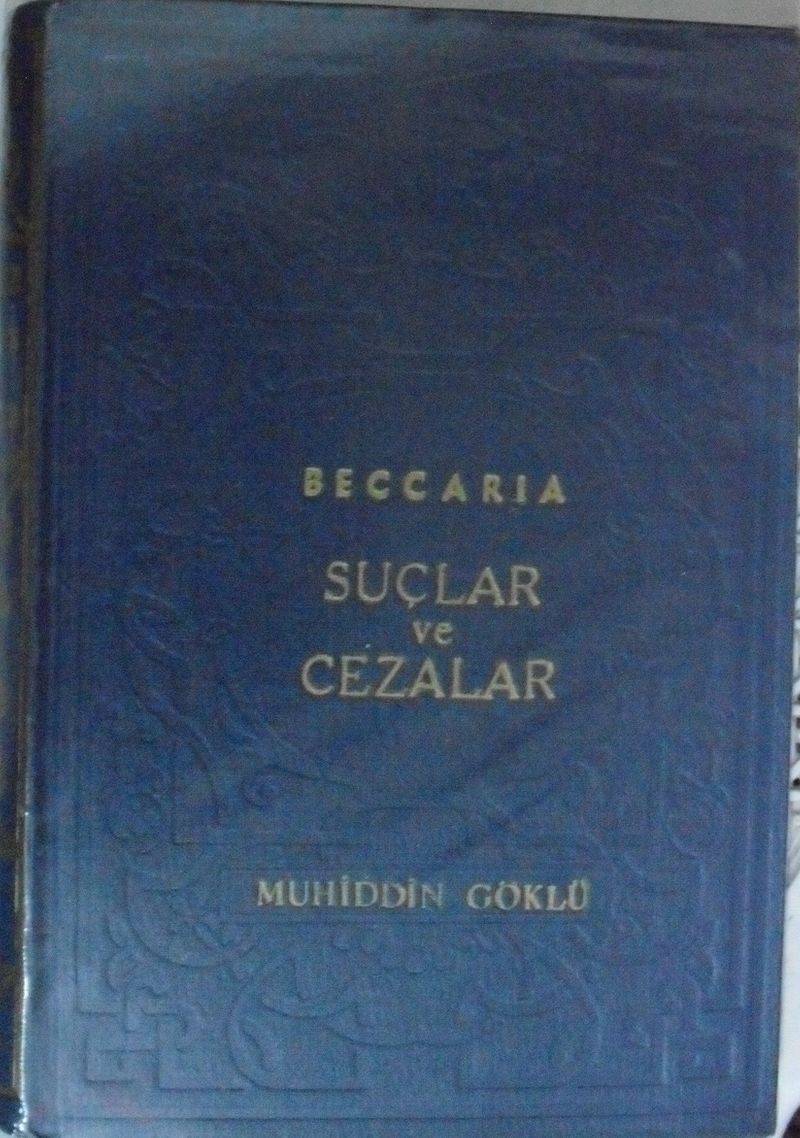 BECCARIA
SUÇLAR
ve
CEZALAR
MUHİDDİN GÖKLÜ